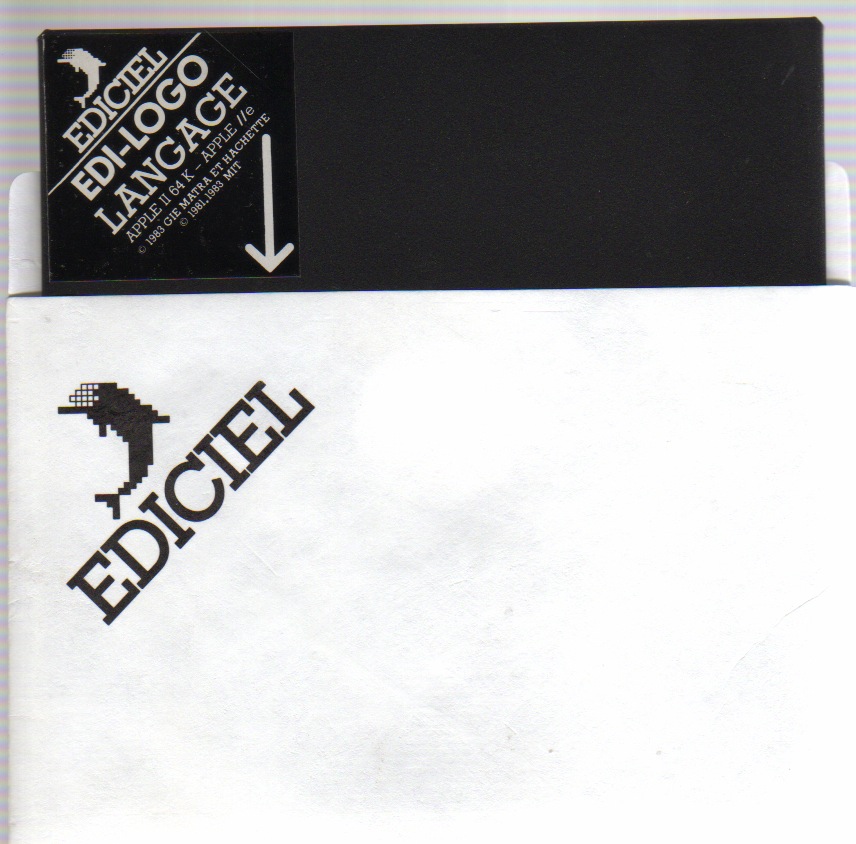 EDICIEL
EDI-LOGO
LANGAGE
APPLE II 64 K - APPLE //e
© 1983 GIE MATRA ET HACHETTE
© 1981,1983 MIT
EDICIEL